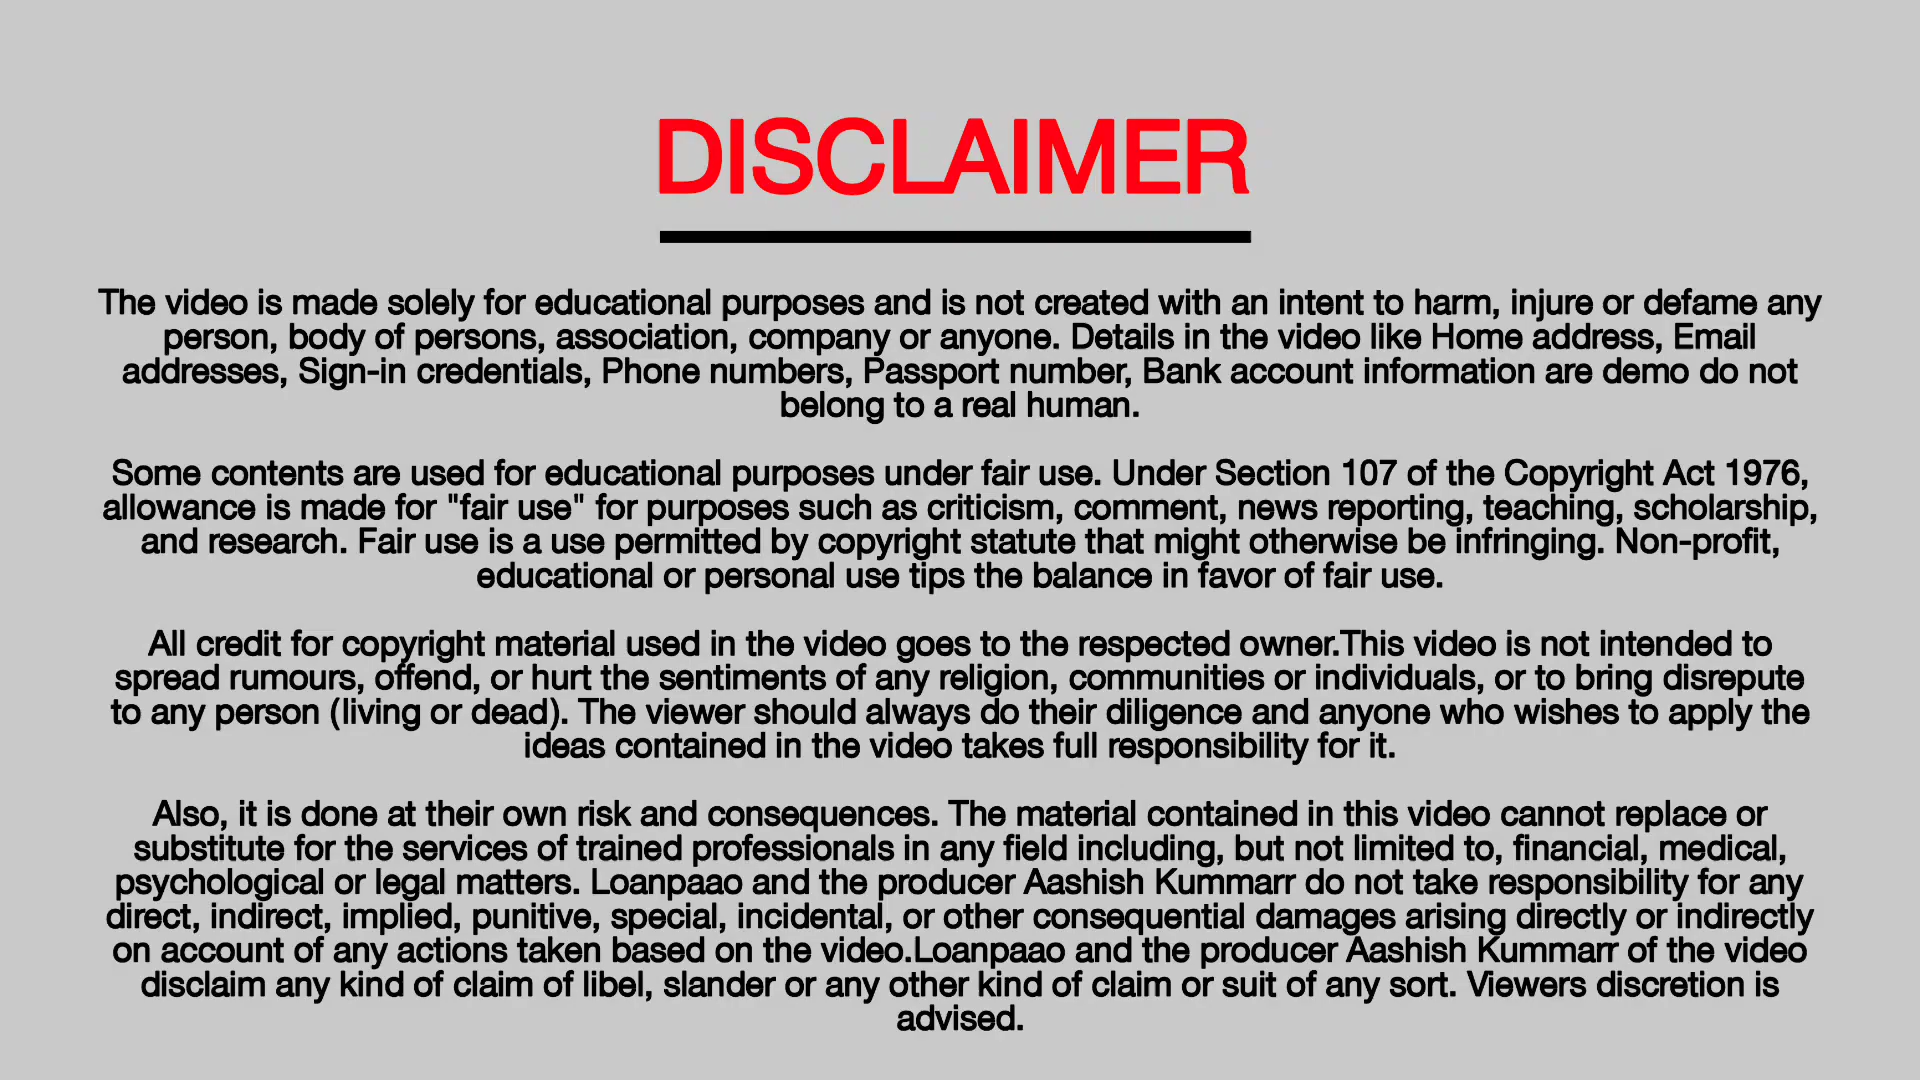 DISCLAIMER
The video is made solely for educational purposes and is not created with an intent to harm, injure or defame any
person, body of persons, association, company or anyone. Details in the video like Home address, Email
addresses, Sign-in credentials, Phone numbers, Passport number, Bank account information are demo do not
belong to a real human.
Some contents are used for educational purposes under fair use. Under Section 107 of the Copyright Act 1976,
allowance is made for "fair use" for purposes such as criticism, comment, news reporting, teaching, scholarship,
and research. Fair use is a use permitted by copyright statute that might otherwise be infringing. Non-profit,
educational or personal use tips the balance in favor of fair use.
All credit for copyright material used in the video goes to the respected owner.This video is not intended to
spread rumours, offend, or hurt the sentiments of any religion, communities or individuals, or to bring disrepute
to any person (living or dead). The viewer should always do their diligence and anyone who wishes to apply the
ideas contained in the video takes full responsibility for it.
Also, it is done at their own risk and consequences. The material contained in this video cannot replace or
substitute for the services of trained professionals in any field including, but not limited to, financial, medical,
psychological or legal matters. Loanpaao and the producer Aashish Kummarr do not take responsibility for any
direct, indirect, implied, punitive, special, incidental, or other consequential damages arising directly or indirectly
on account of any actions taken based on the video.Loanpaao and the producer Aashish Kummarr of the video
disclaim any kind of claim of libel, slander or any other kind of claim or suit of any sort. Viewers discretion is
advised.